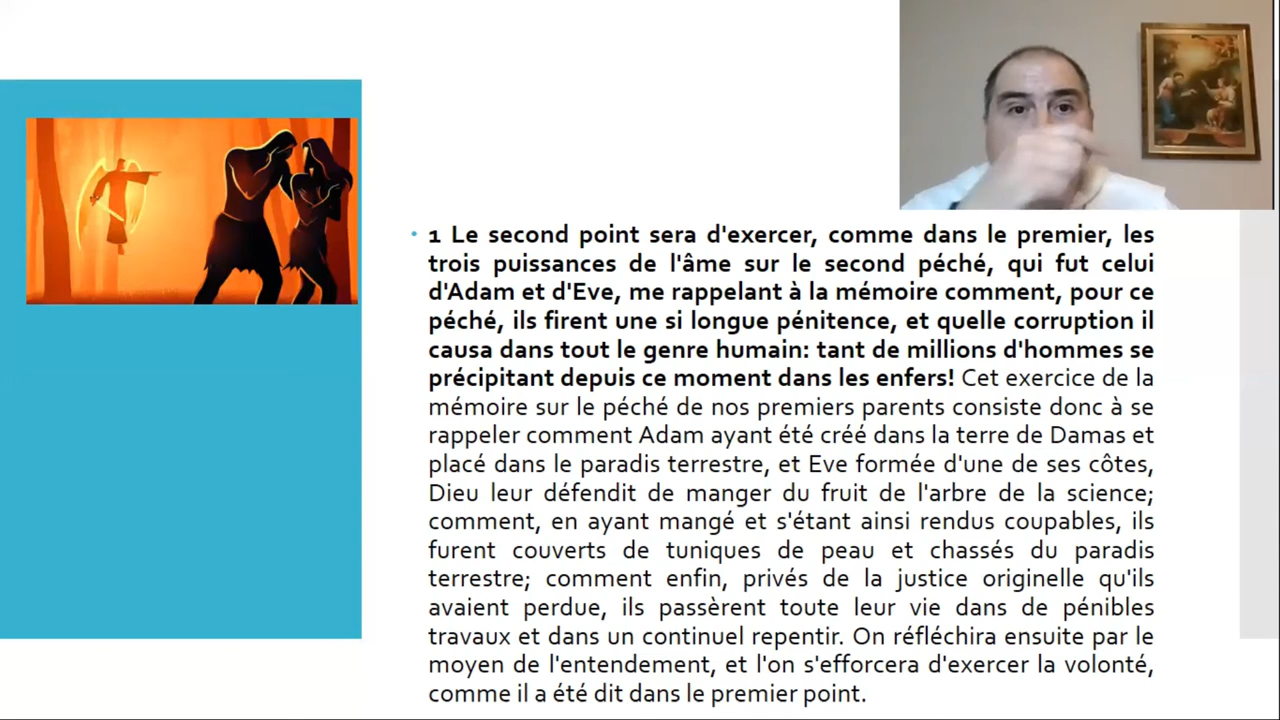 1 Le second point sera d'exercer, comme dans le premier, les
trois puissances de l'âme sur le second péché, qui fut celui
d'Adam et d'Eve, me rappelant à la mémoire comment, pour ce
péché, ils firent une si longue pénitence, et quelle corruption il
causa dans tout le genre humain: tant de millions d'hommes se
précipitant depuis ce moment dans les enfers! Cet exercice de la
mémoire sur le péché de nos premiers parents consiste donc à se
rappeler comment Adam ayant été créé dans la terre de Damas et
placé dans le paradis terrestre, et Eve formée d'une de ses côtes,
Dieu leur défendit de manger du fruit de l'arbre de la science;
comment, en ayant mangé et s'étant ainsi rendus coupables, ils
furent couverts de tuniques de peau et chassés du paradis
terrestre; comment enfin, privés de la justice originelle qu'ils
avaient perdue, ils passèrent toute leur vie dans de pénibles
travaux et dans un continuel repentir. On réfléchira ensuite par le
moyen de l'entendement, et l'on s'efforcera d'exercer la volonté,
comme il a été dit dans le premier point.